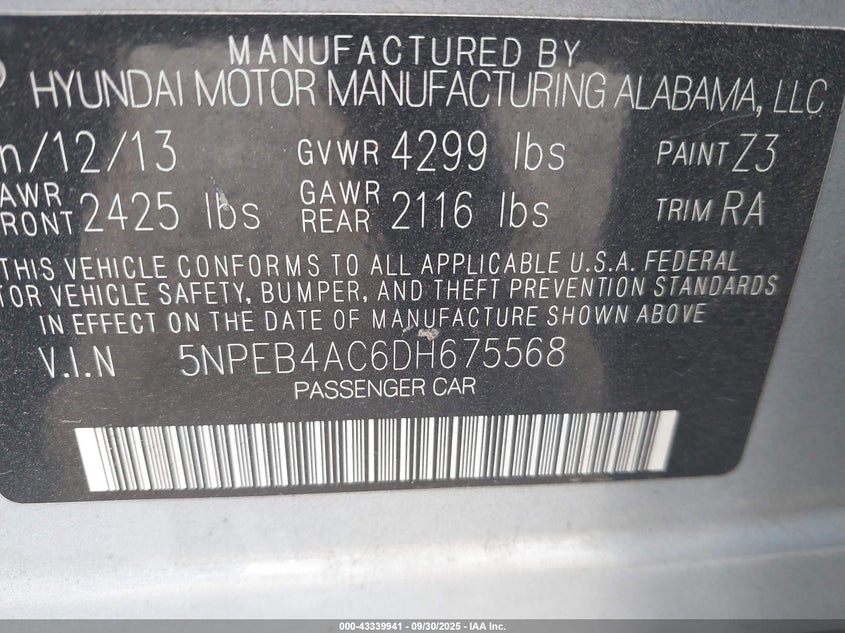 MANUFACTURED BY
HYUNDAI MOTOR MANUFACTURING ALABAMA, LLC
/12/13 GVWR 4299 lbs PAINT Z3
AWR FRONT 2425 lbs GAWR REAR 2116 lbs TRIM RA
THIS VEHICLE CONFORMS TO ALL APPLICABLE U.S.A. FEDERAL
TOR VEHICLE SAFETY, BUMPER, AND THEFT PREVENTION STANDARDS
IN EFFECT ON THE DATE OF MANUFACTURE SHOWN ABOVE
V.I.N 5NPEB4AC6DH675568
PASSENGER CAR
000-43339941 - 09/30/2025 - IAA Inc.